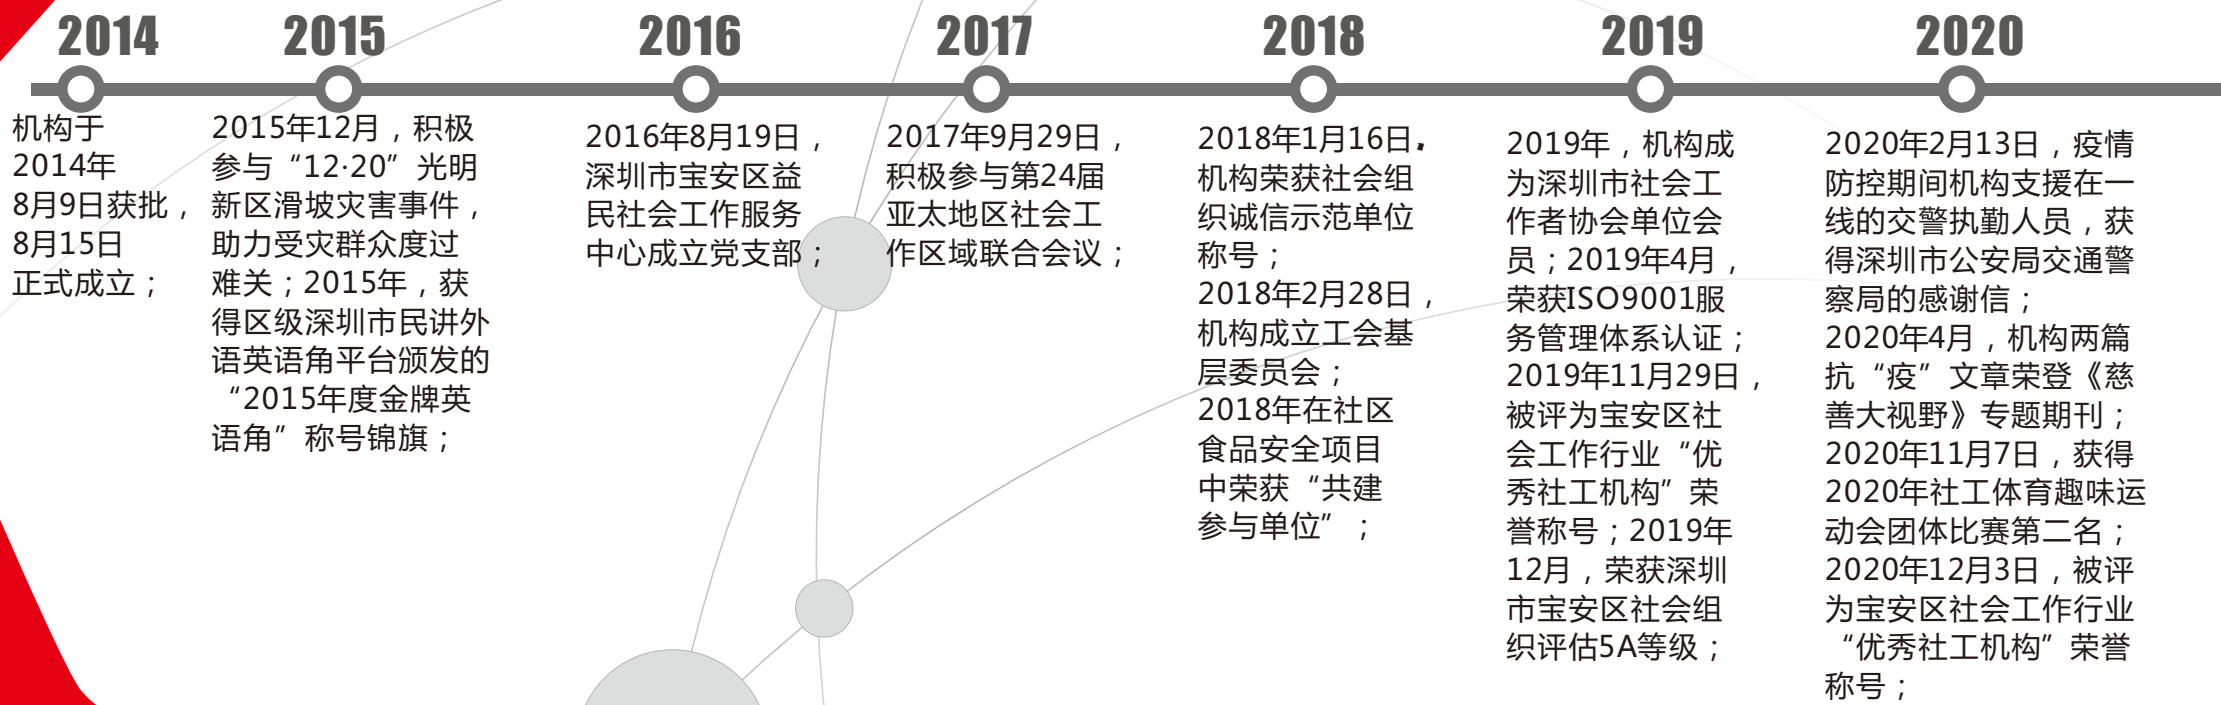 2014
2015
2016
2017
2018
2019
2020
机构于
2014年
8月9日获批，
8月15日
正式成立；
2015年12月，积极
参与“12·20”光明
新区滑坡灾害事件，
助力受灾群众度过
难关；2015年，获
得区级深圳市民讲外
语英语角平台颁发的
“2015年度金牌英
语角”称号锦旗；
2016年8月19日，
深圳市宝安区益
民社会工作服务
中心成立党支部；
2017年9月29日，
积极参与第24届
亚太地区社会工
作区域联合会议；
2018年1月16日，
机构荣获社会组
织诚信示范单位
称号；
2018年2月28日，
机构成立工会基
层委员会；
2018年在社区
食品安全项目
中荣获“共建
参与单位”；
2019年，机构成
为深圳市社会工
作者协会单位会
员；2019年4月，
荣获ISO9001服
务管理体系认证；
2019年11月29日，
被评为宝安区社
会工作行业“优
秀社工机构”荣
誉称号；2019年
12月，荣获深圳
市宝安区社会组
织评估5A等级；
2020年2月13日，疫情
防控期间机构支援在一
线的交警执勤人员，获
得深圳市公安局交通警
察局的感谢信；
2020年4月，机构两篇
抗“疫”文章荣登《慈
善大视野》专题期刊；
2020年11月7日，获得
2020年社工体育趣味运
动会团体比赛第二名；
2020年12月3日，被评
为宝安区社会工作行业
“优秀社工机构”荣誉
称号；